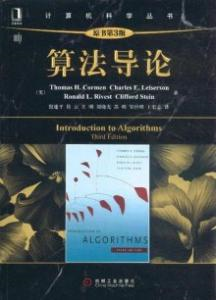 计 算 机 科 学 丛 书
原书第3版
算法导论
(美)
Thomas H. Cormen Charles E. Leiserson
Ronald L. Rivest Clifford Stein
著
Introduction to Algorithms
Third Edition
ALGORITHMS
机械工业出版社